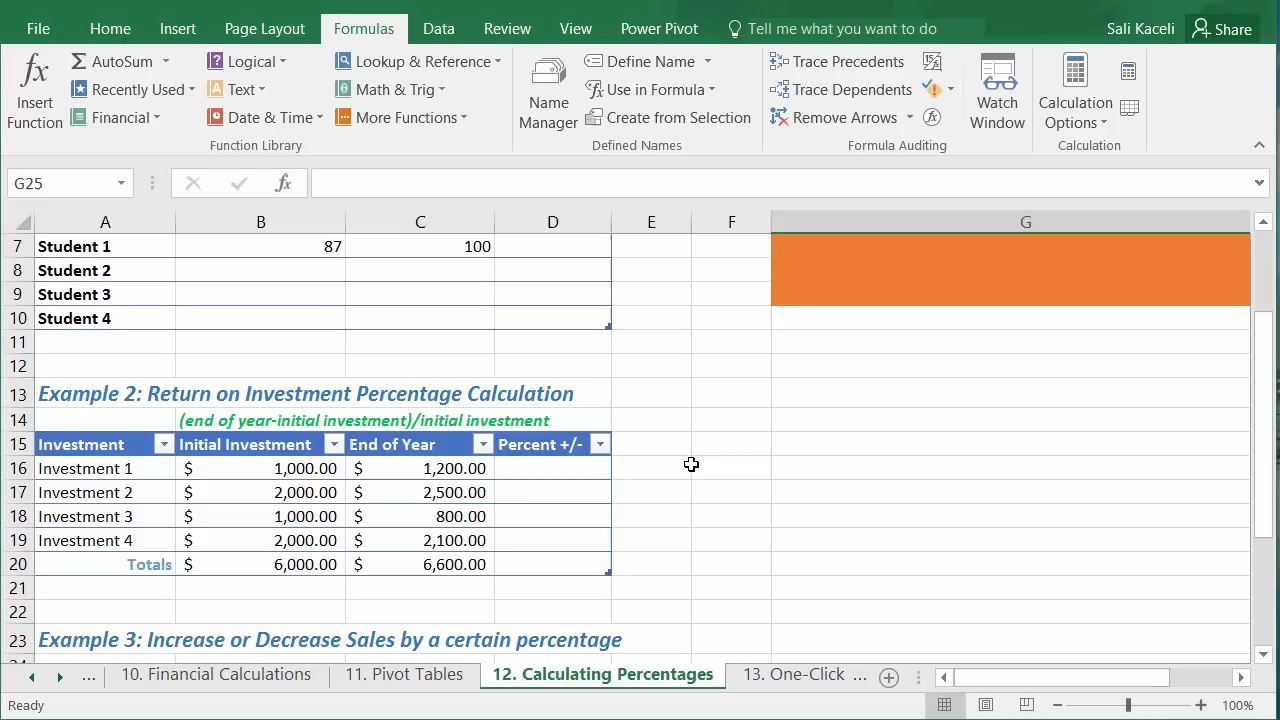 File Home Insert Page Layout Formulas Data Review View Power Pivot Tell me what you want to do Sali Kaceli Share
fx Insert Function
AutoSum Logical Lookup & Reference
Recently Used Text Math & Trig
Financial Date & Time More Functions
Function Library
Name Manager
Define Name
Use in Formula
Create from Selection
Defined Names
Trace Precedents
Trace Dependents
Remove Arrows
fx
Watch Window
Formula Auditing
Calculation Options
Calculation
G25 fx
A B C D E F G
7 Student 1 87 100
8 Student 2
9 Student 3
10 Student 4
11
12
13 Example 2: Return on Investment Percentage Calculation
14 (end of year-initial investment)/initial investment
15 Investment Initial Investment End of Year Percent +/-
16 Investment 1 $ 1,000.00 $ 1,200.00
17 Investment 2 $ 2,000.00 $ 2,500.00
18 Investment 3 $ 1,000.00 $ 800.00
19 Investment 4 $ 2,000.00 $ 2,100.00
20 Totals $ 6,000.00 $ 6,600.00
21
22
23 Example 3: Increase or Decrease Sales by a certain percentage
... 10. Financial Calculations 11. Pivot Tables 12. Calculating Percentages 13. One-Click ...
Ready 100%